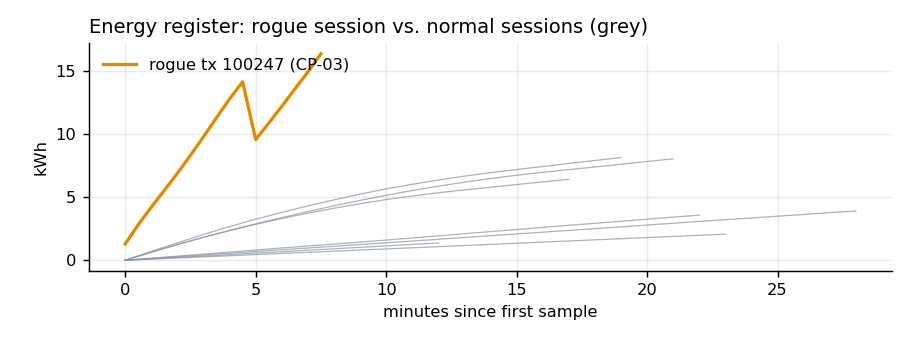 Energy register: rogue session vs. normal sessions (grey)
rogue tx 100247 (CP-03)
kWh
15
10
5
0
0 5 10 15 20 25
minutes since first sample